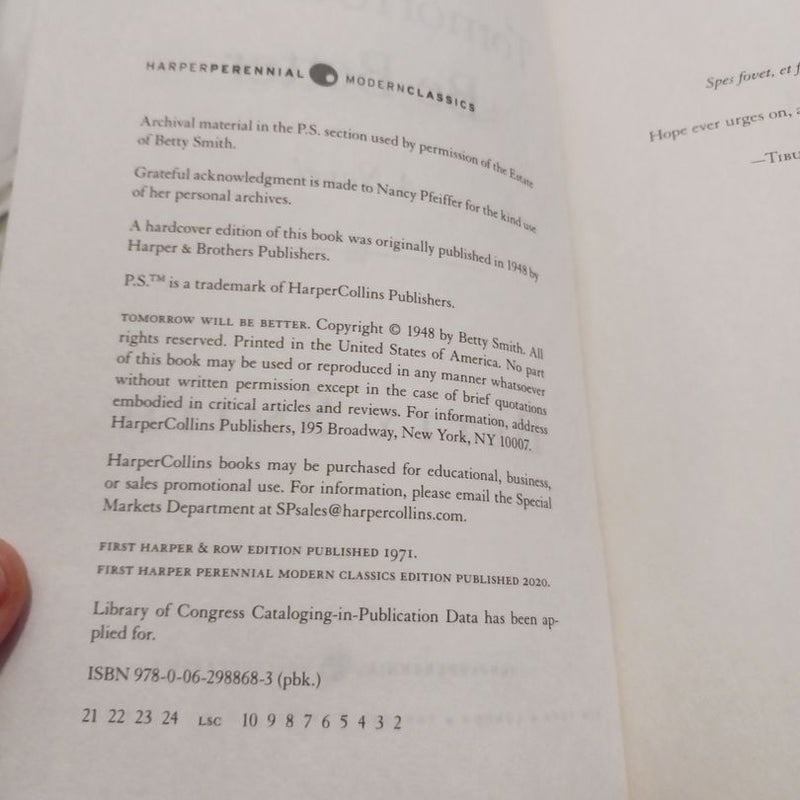 HARPERPERENNIAL MODERNCLASSICS
Archival material in the P.S. section used by permission of the Estate
of Betty Smith.
Grateful acknowledgment is made to Nancy Pfeiffer for the kind use
of her personal archives.
A hardcover edition of this book was originally published in 1948 by
Harper & Brothers Publishers.
P.S.™ is a trademark of HarperCollins Publishers.
TOMORROW WILL BE BETTER. Copyright © 1948 by Betty Smith. All
rights reserved. Printed in the United States of America. No part
of this book may be used or reproduced in any manner whatsoever
without written permission except in the case of brief quotations
embodied in critical articles and reviews. For information, address
HarperCollins Publishers, 195 Broadway, New York, NY 10007.
HarperCollins books may be purchased for educational, business,
or sales promotional use. For information, please email the Special
Markets Department at SPsales@harpercollins.com.
FIRST HARPER & ROW EDITION PUBLISHED 1971.
FIRST HARPER PERENNIAL MODERN CLASSICS EDITION PUBLISHED 2020.
Library of Congress Cataloging-in-Publication Data has been ap-
plied for.
ISBN 978-0-06-298868-3 (pbk.)
21 22 23 24 LSC 10 9 8 7 6 5 4 3 2
Spes fovet, et
Hope ever urges on,